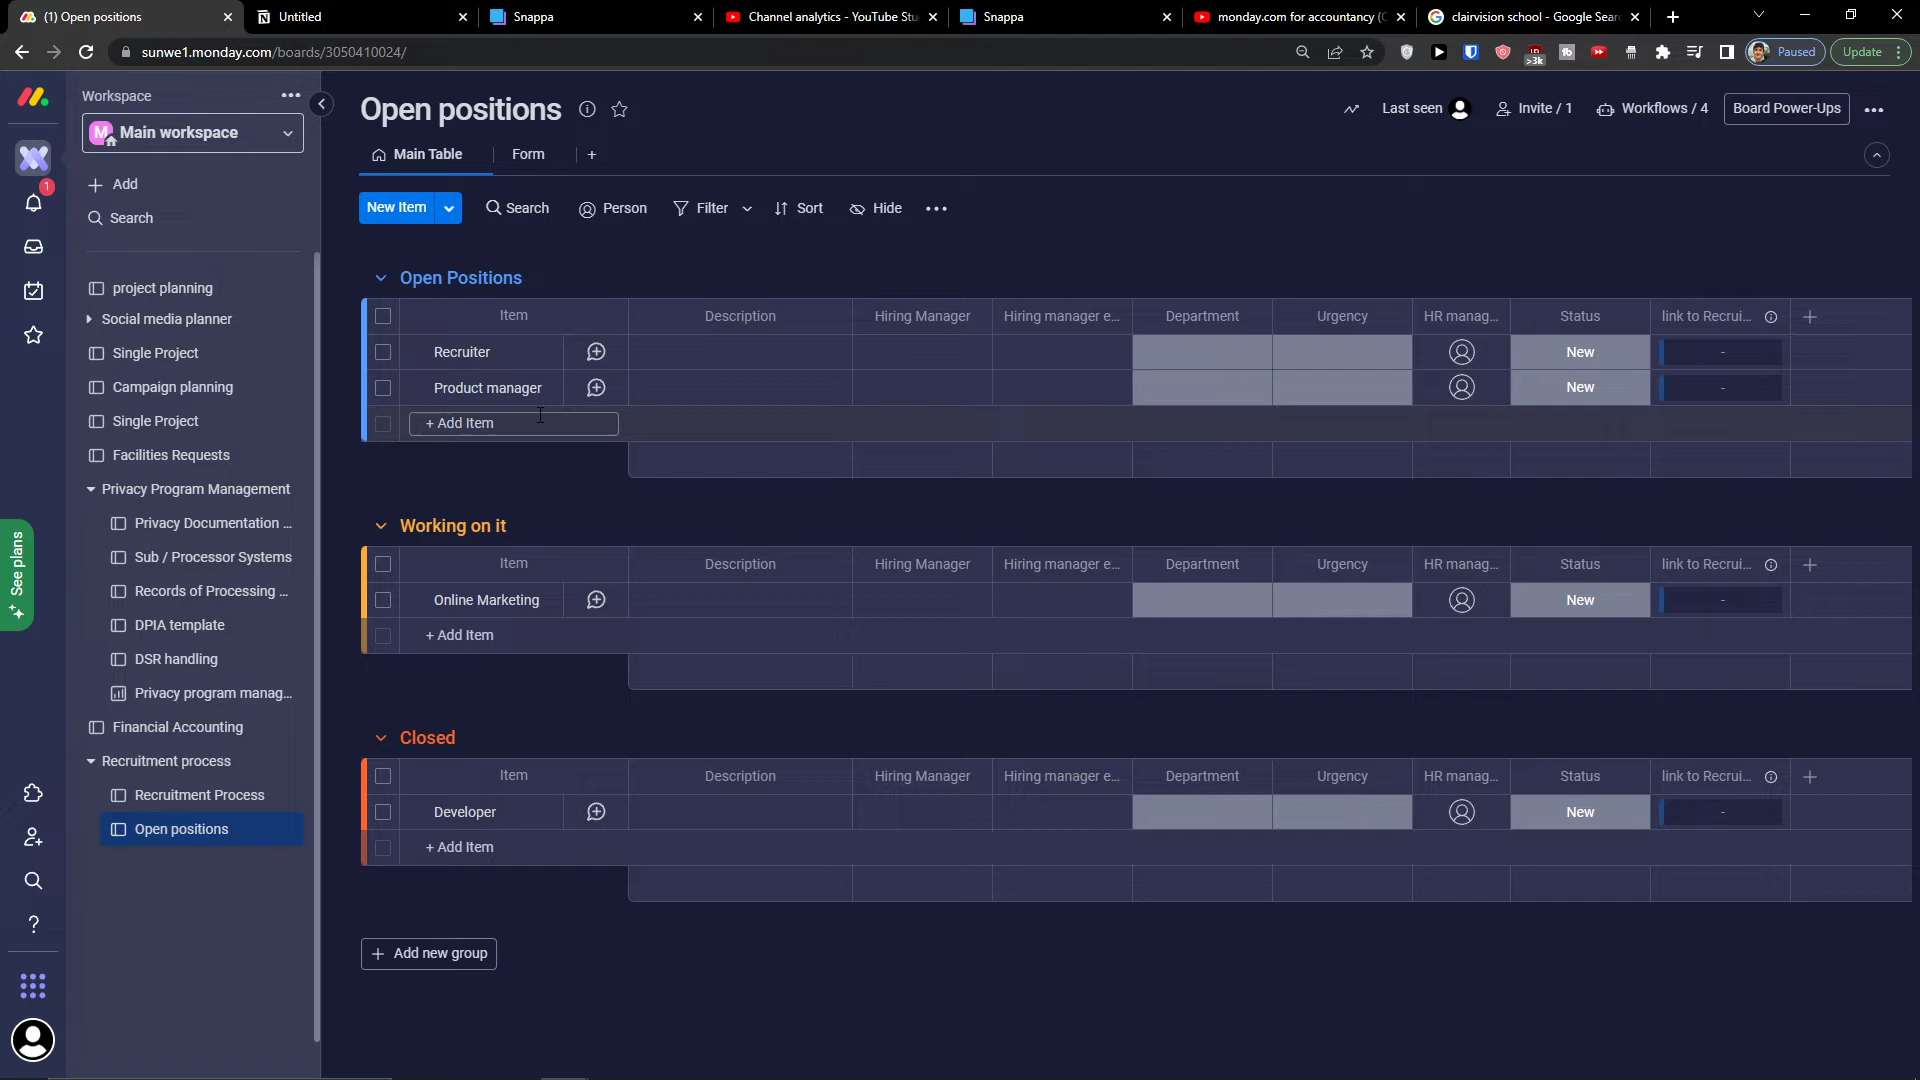 (1) Open positions
Untitled
Snappa
Channel analytics - YouTube Stu
Snappa
monday.com for accountancy (
clairvision school - Google Sear
sunwe1.monday.com/boards/3050410024/
>3k
Paused
Update
Workspace
M Main workspace
Add
Search
1
project planning
Social media planner
Single Project
Campaign planning
Single Project
Facilities Requests
Privacy Program Management
Privacy Documentation ...
Sub / Processor Systems
Records of Processing ...
DPIA template
DSR handling
Privacy program manag...
Financial Accounting
Recruitment process
Recruitment Process
Open positions
See plans
Open positions
Last seen
Invite / 1
Workflows / 4
Board Power-Ups
Main Table
Form
New Item
Search
Person
Filter
Sort
Hide
Open Positions
Item Description Hiring Manager Hiring manager e... Department Urgency HR manag... Status link to Recrui...
Recruiter New -
Product manager New -
+ Add Item
Working on it
Item Description Hiring Manager Hiring manager e... Department Urgency HR manag... Status link to Recrui...
Online Marketing New -
+ Add Item
Closed
Item Description Hiring Manager Hiring manager e... Department Urgency HR manag... Status link to Recrui...
Developer New -
+ Add Item
+ Add new group